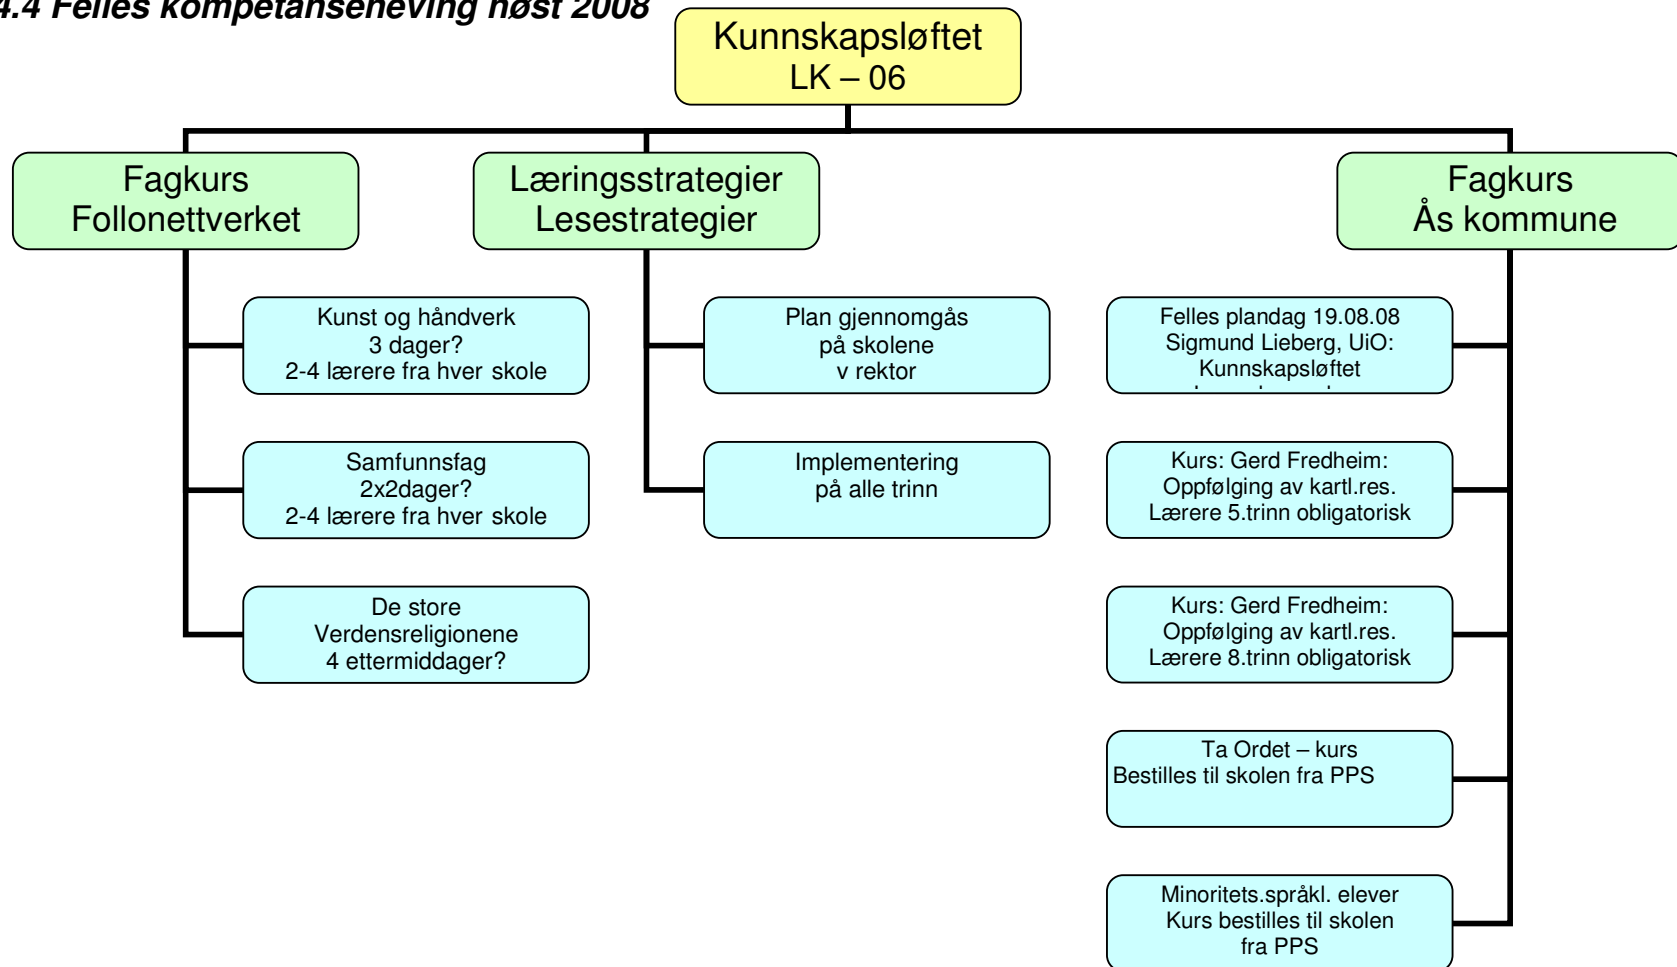 4.4 Felles kompetanseheving høst 2008
Kunnskapsløftet
LK – 06
Fagkurs
Follonettverket
Læringsstrategier
Lesestrategier
Fagkurs
Ås kommune
Kunst og håndverk
3 dager?
2-4 lærere fra hver skole
Samfunnsfag
2x2dager?
2-4 lærere fra hver skole
De store
Verdensreligionene
4 ettermiddager?
Plan gjennomgås
på skolene
v rektor
Implementering
på alle trinn
Felles plandag 19.08.08
Sigmund Lieberg, UiO:
Kunnskapsløftet
Kurs: Gerd Fredheim:
Oppfølging av kartl.res.
Lærere 5.trinn obligatorisk
Kurs: Gerd Fredheim:
Oppfølging av kartl.res.
Lærere 8.trinn obligatorisk
Ta Ordet – kurs
Bestilles til skolen fra PPS
Minoritets.språkl. elever
Kurs bestilles til skolen
fra PPS